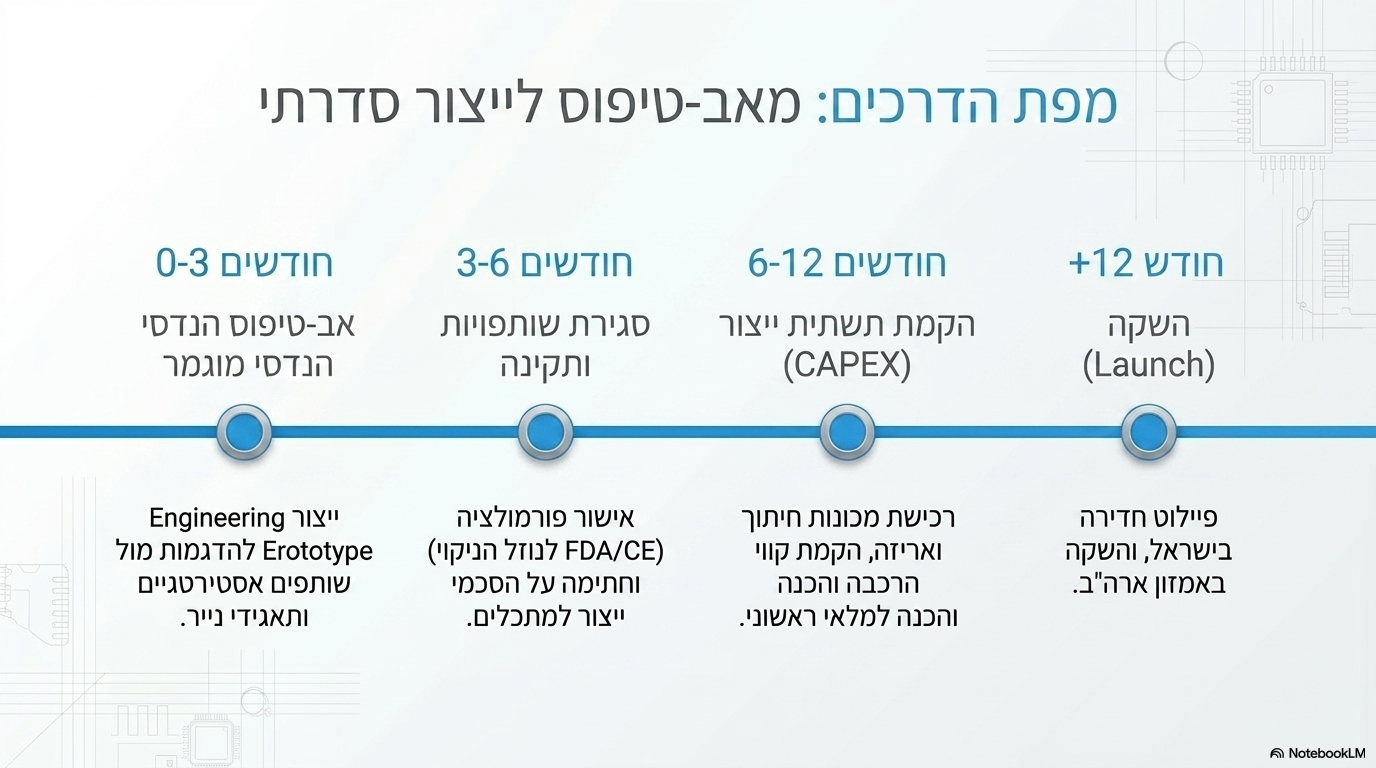 מפת הדרכים: מאב-טיפוס לייצור סדרתי
חודשים 0-3
אב-טיפוס הנדסי
הנדסי מוגמר
ייצור Engineering
Erototype להדגמות מול
שותפים אסטירטגיים
ותאגידי נייר.
חודשים 3-6
סגירת שותפויות
ותקינה
אישור פורמולציה
(FDA/CE לנוזל הניקוי)
וחתימה על הסכמי
ייצור למתכלים.
חודשים 6-12
הקמת תשתית ייצור
(CAPEX)
רכישת מכונות חיתוך
ואריזה, הקמת קווי
הרכבה והכנה
והכנה למלאי ראשוני.
חודש 12+
השקה
(Launch)
פיילוט חדירה
בישראל, והשקה
באמזון ארה"ב.
NotebookLM